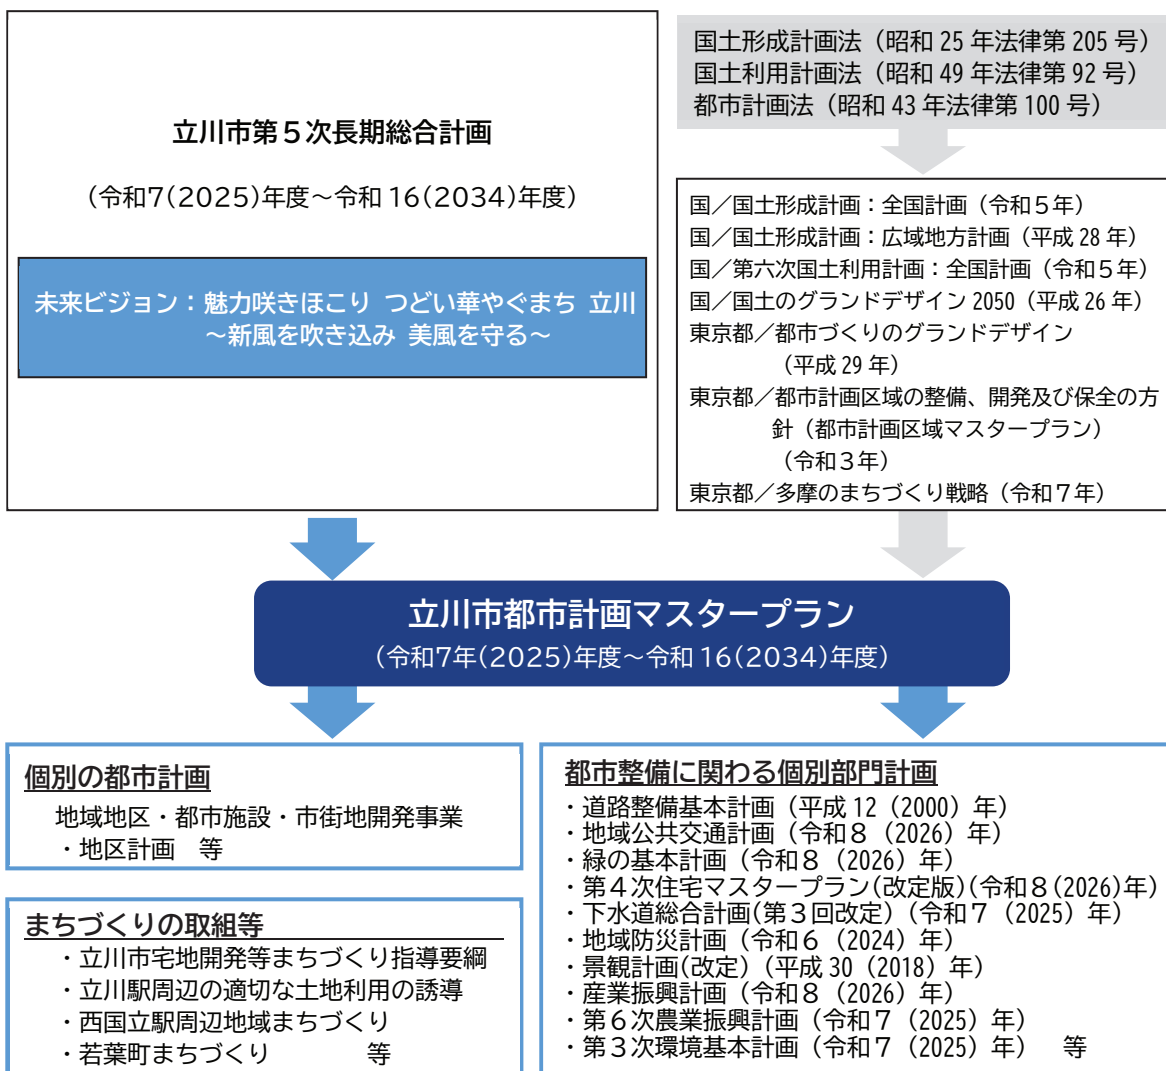 立川市第5次長期総合計画
（令和7(2025)年度～令和16(2034)年度）
未来ビジョン：魅力咲きほこり つどい華やぐまち 立川
～新風を吹き込み 美風を守る～
国土形成計画法（昭和25年法律第205号）
国土利用計画法（昭和49年法律第92号）
都市計画法（昭和43年法律第100号）
国／国土形成計画：全国計画（令和５年）
国／国土形成計画：広域地方計画（平成28年）
国／第六次国土利用計画：全国計画（令和５年）
国／国土のグランドデザイン2050（平成26年）
東京都／都市づくりのグランドデザイン
（平成29年）
東京都／都市計画区域の整備、開発及び保全の方
針（都市計画区域マスタープラン）
（令和３年）
東京都／多摩のまちづくり戦略（令和７年）
立川市都市計画マスタープラン
（令和7年(2025)年度～令和16(2034)年度）
個別の都市計画
地域地区・都市施設・市街地開発事業
・地区計画　等
まちづくりの取組等
・立川市宅地開発等まちづくり指導要綱
・立川駅周辺の適切な土地利用の誘導
・西国立駅周辺地域まちづくり
・若葉町まちづくり　　　　等
都市整備に関わる個別部門計画
・道路整備基本計画（平成12（2000）年）
・地域公共交通計画（令和８（2026）年）
・緑の基本計画（令和８（2026）年）
・第４次住宅マスタープラン(改定版)(令和８(2026)年)
・下水道総合計画(第３回改定)（令和７（2025）年）
・地域防災計画（令和６（2024）年）
・景観計画(改定)（平成30（2018）年）
・産業振興計画（令和８（2026）年）
・第６次農業振興計画（令和７（2025）年）
・第３次環境基本計画（令和７（2025）年）　等